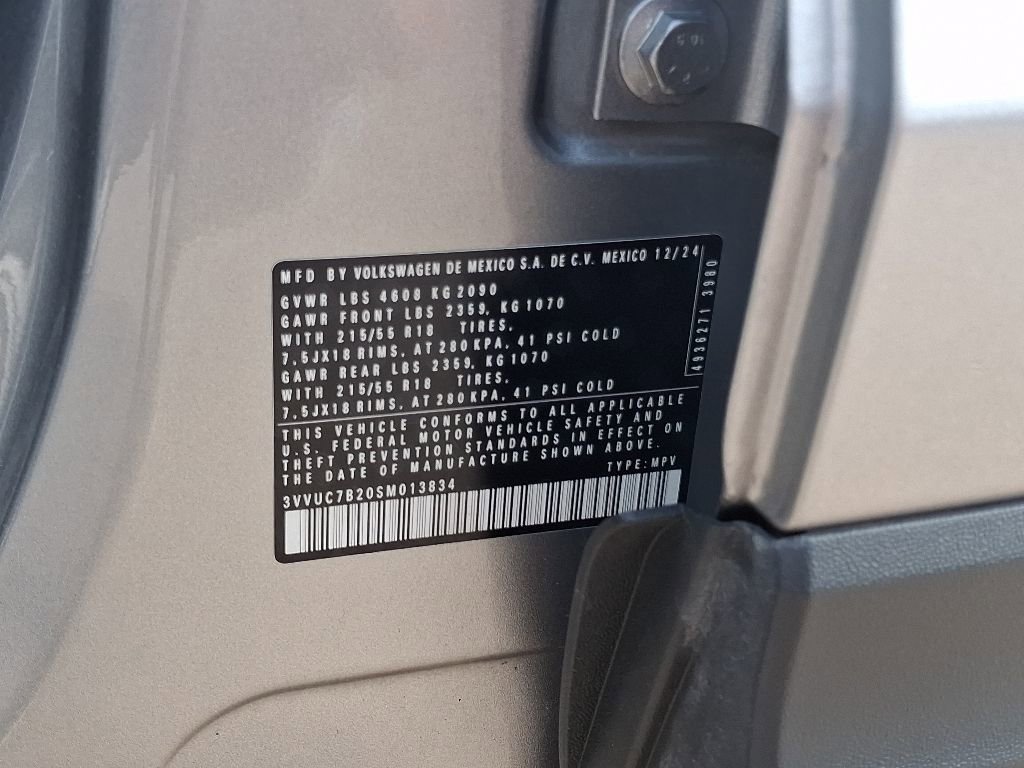 MFD BY VOLKSWAGEN DE MEXICO S.A. DE C.V. MEXICO 12/24
GVWR LBS 4608 KG 2090
GAWR FRONT LBS 2359, KG 1070
WITH 215/55 R18 TIRES.
7,5JX18 RIMS, AT 280 KPA, 41 PSI COLD
GAWR REAR LBS 2359, KG 1070
WITH 215/55 R18 TIRES.
7,5JX18 RIMS, AT 280 KPA, 41 PSI COLD
4936271 3980
THIS VEHICLE CONFORMS TO ALL APPLICABLE
U.S. FEDERAL MOTOR VEHICLE SAFETY AND
THEFT PREVENTION STANDARDS IN EFFECT ON
THE DATE OF MANUFACTURE SHOWN ABOVE.
TYPE:MPV
3VVUC7B20SM013834